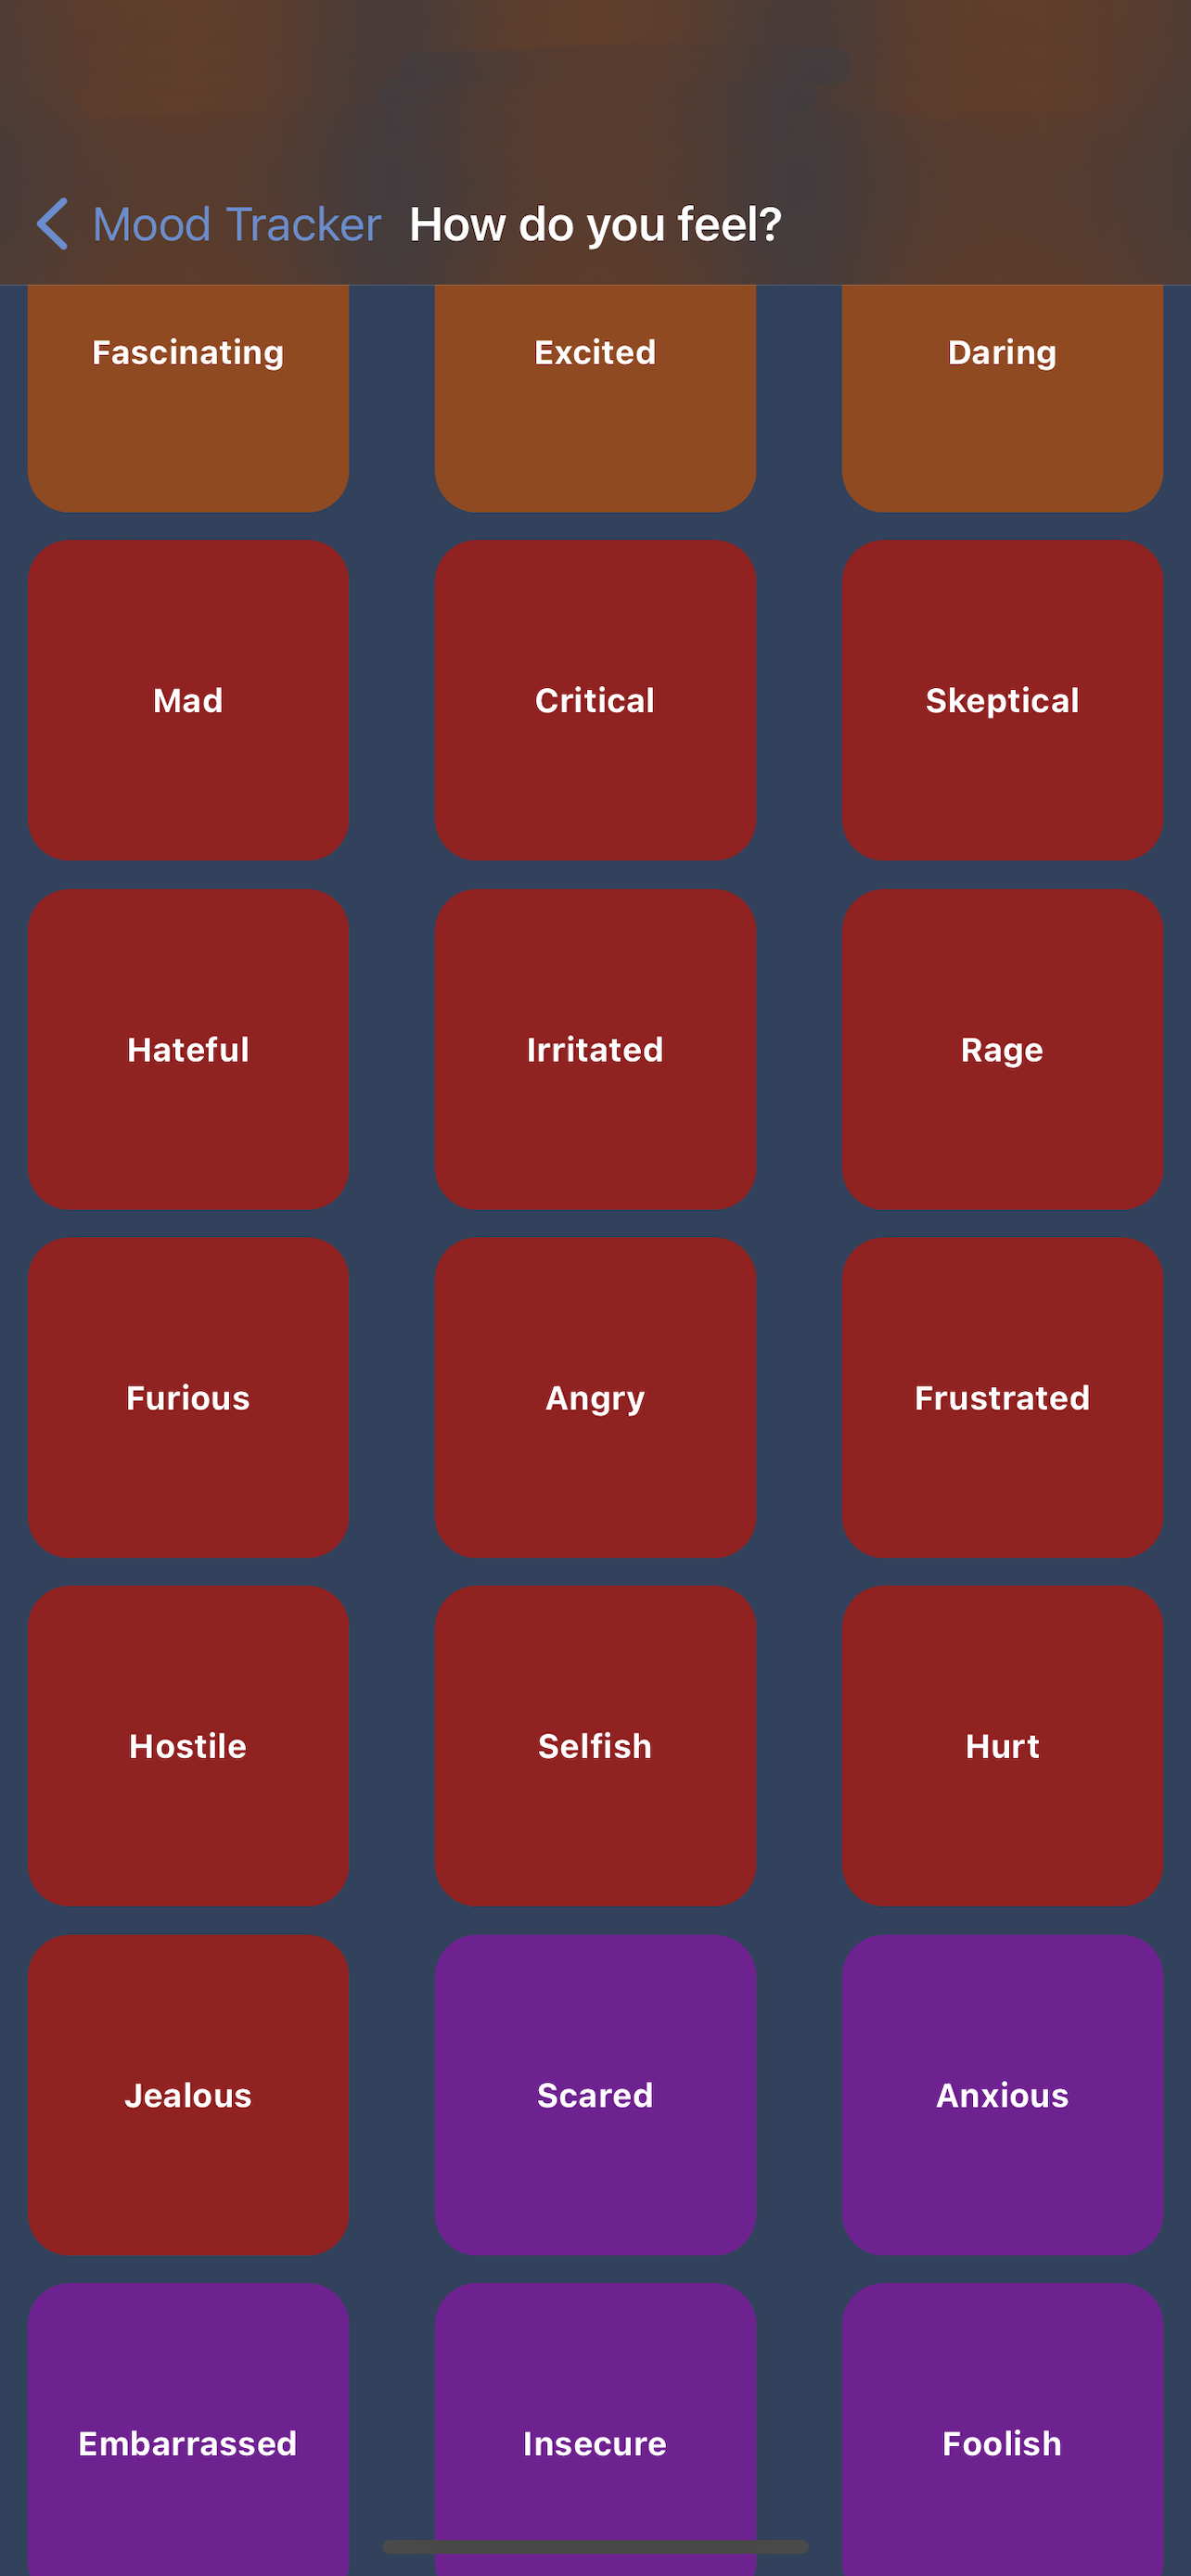 Mood Tracker How do you feel?
Fascinating Excited Daring
Mad Critical Skeptical
Hateful Irritated Rage
Furious Angry Frustrated
Hostile Selfish Hurt
Jealous Scared Anxious
Embarrassed Insecure Foolish